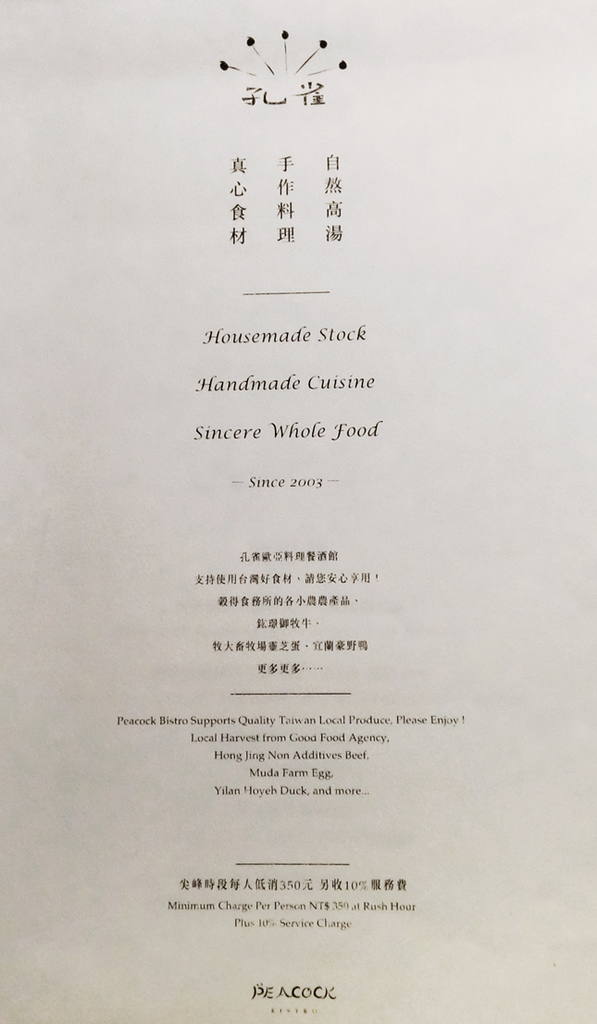 孔雀
自熬高湯
手作料理
真心食材
Housemade Stock
Handmade Cuisine
Sincere Whole Food
— Since 2003 —
孔雀歐亞料理餐酒館
支持使用台灣好食材、請您安心享用！
穀得食務所的各小農農產品、
御牧牛、
牧大畜牧場靈芝蛋、宜蘭豪野鴨
更多更多……
Peacock Bistro Supports Quality Taiwan Local Produce, Please Enjoy !
Local Harvest from Good Food Agency,
Hong Jing Non Additives Beef,
Muda Farm Egg,
Yilan Hoyeh Duck, and more...
尖峰時段每人低消350元 另收10%服務費
Minimum Charge Per Person NT$ 350 at Rush Hour
Plus 10% Service Charge
PEACOCK
BISTRO